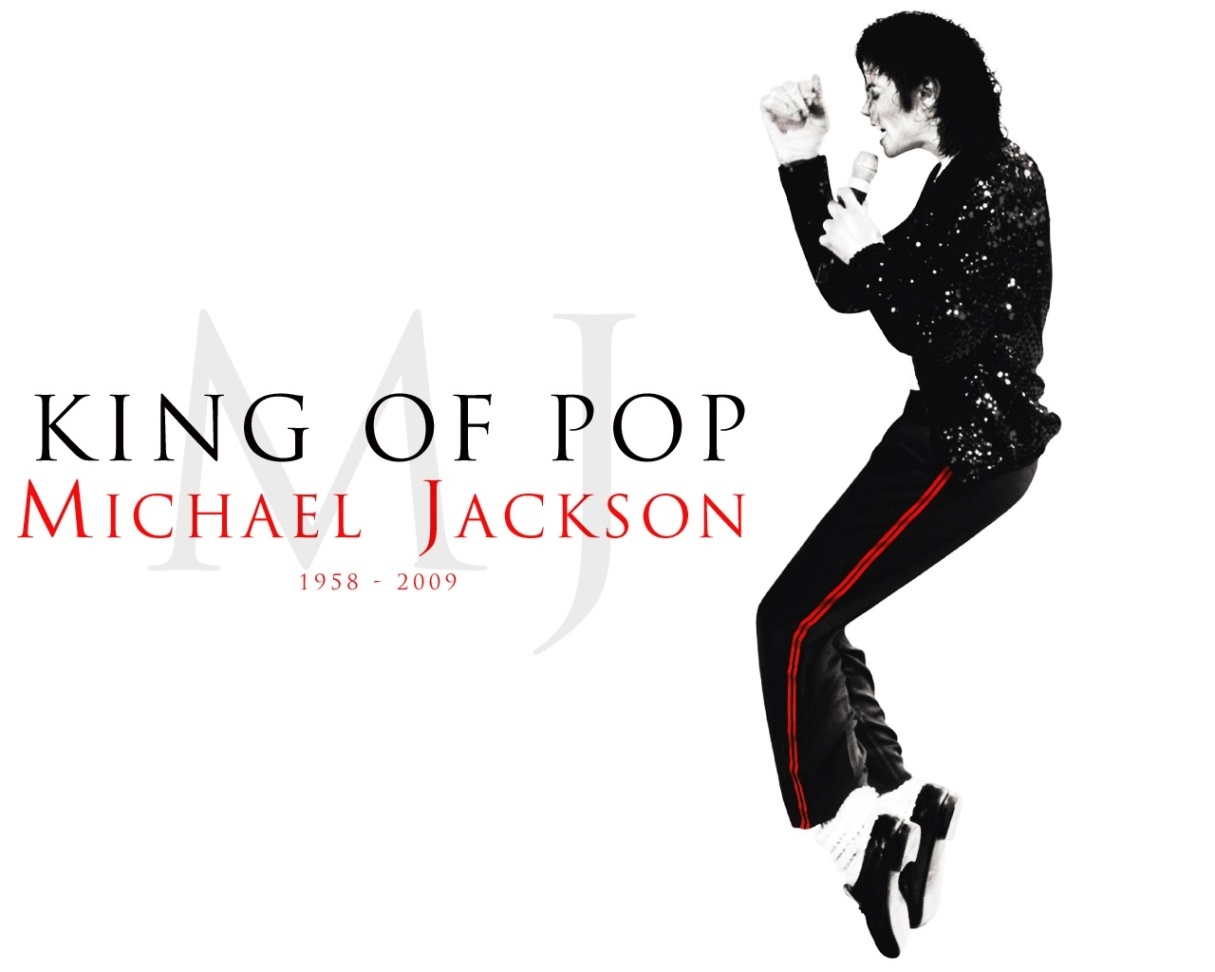 MJ
KING OF POP
MICHAEL JACKSON
1958 - 2009